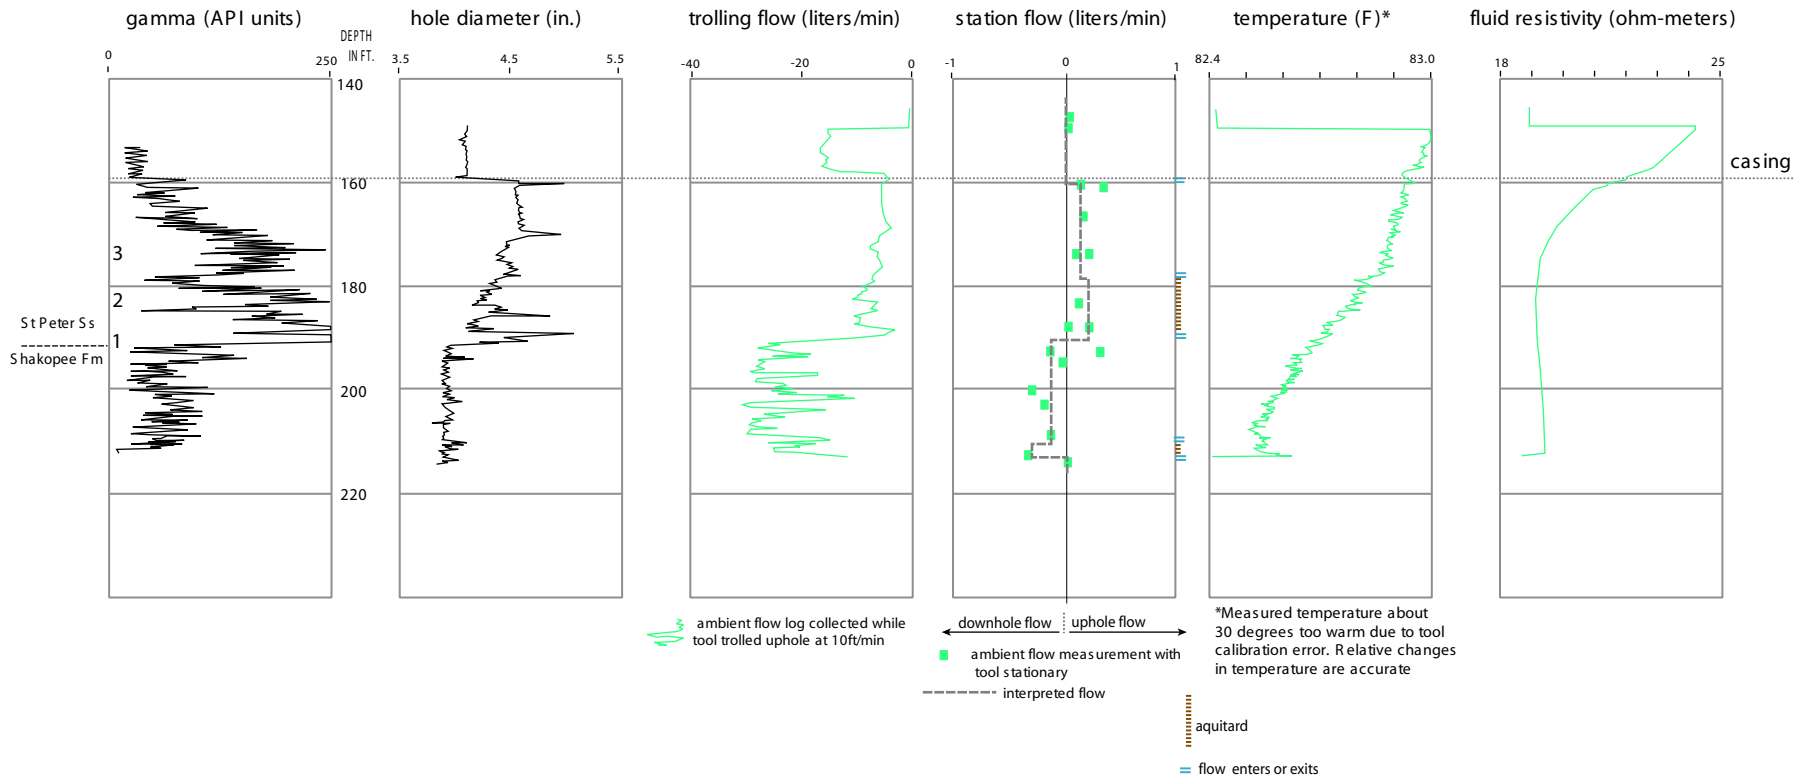 gamma (API units)
hole diameter (in.)
trolling flow (liters/min)
station flow (liters/min)
temperature (F)*
fluid resistivity (ohm-meters)
DEPTH
IN FT.
0
250
3.5
4.5
5.5
-40
-20
0
-1
0
1
82.4
83.0
18
25
140
160
180
200
220
casing
3
2
1
St Peter Ss
Shakopee Fm
ambient flow log collected while
tool trolled uphole at 10ft/min
downhole flow
uphole flow
ambient flow measurement with
tool stationary
interpreted flow
*Measured temperature about
30 degrees too warm due to tool
calibration error. Relative changes
in temperature are accurate
aquitard
flow enters or exits